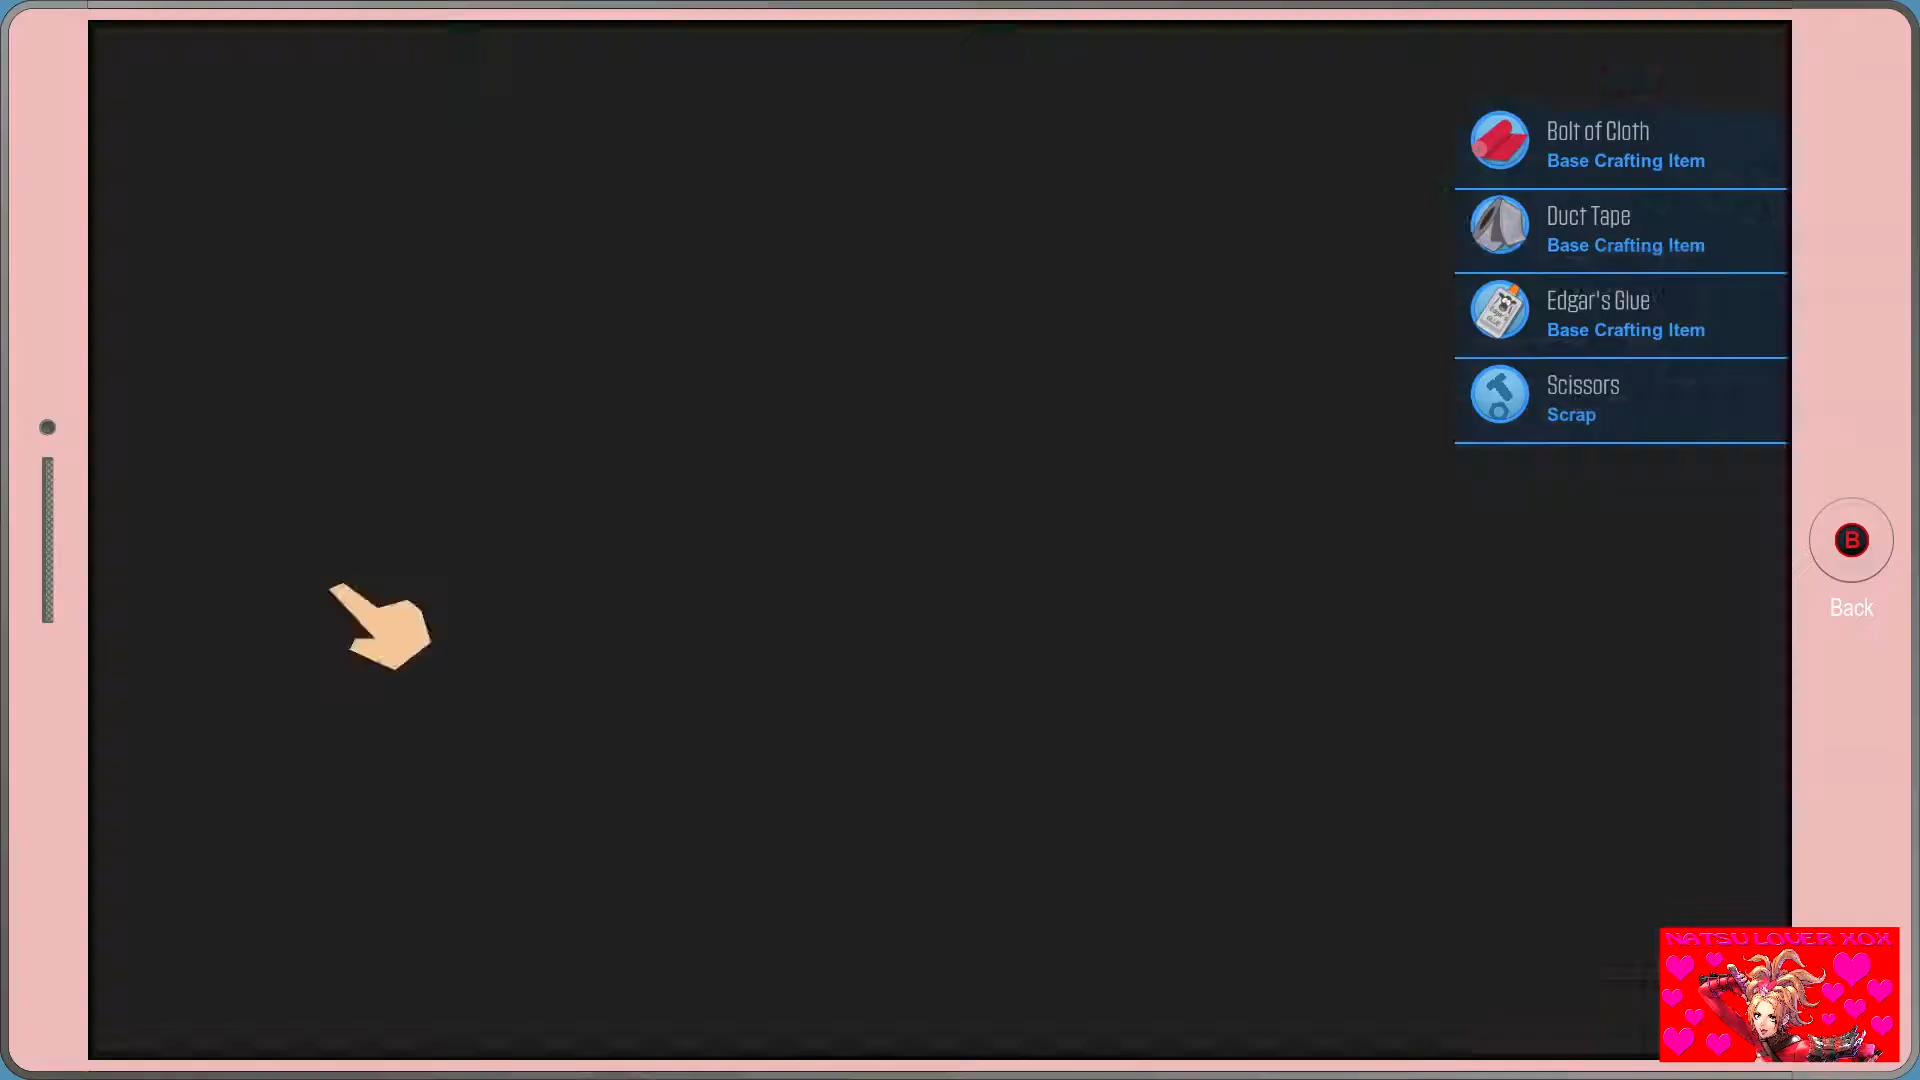 Bolt of Cloth
Base Crafting Item
Duct Tape
Base Crafting Item
Edgar's Glue
Base Crafting Item
Scissors
Scrap
B
Back
NATSU LOVER XOX